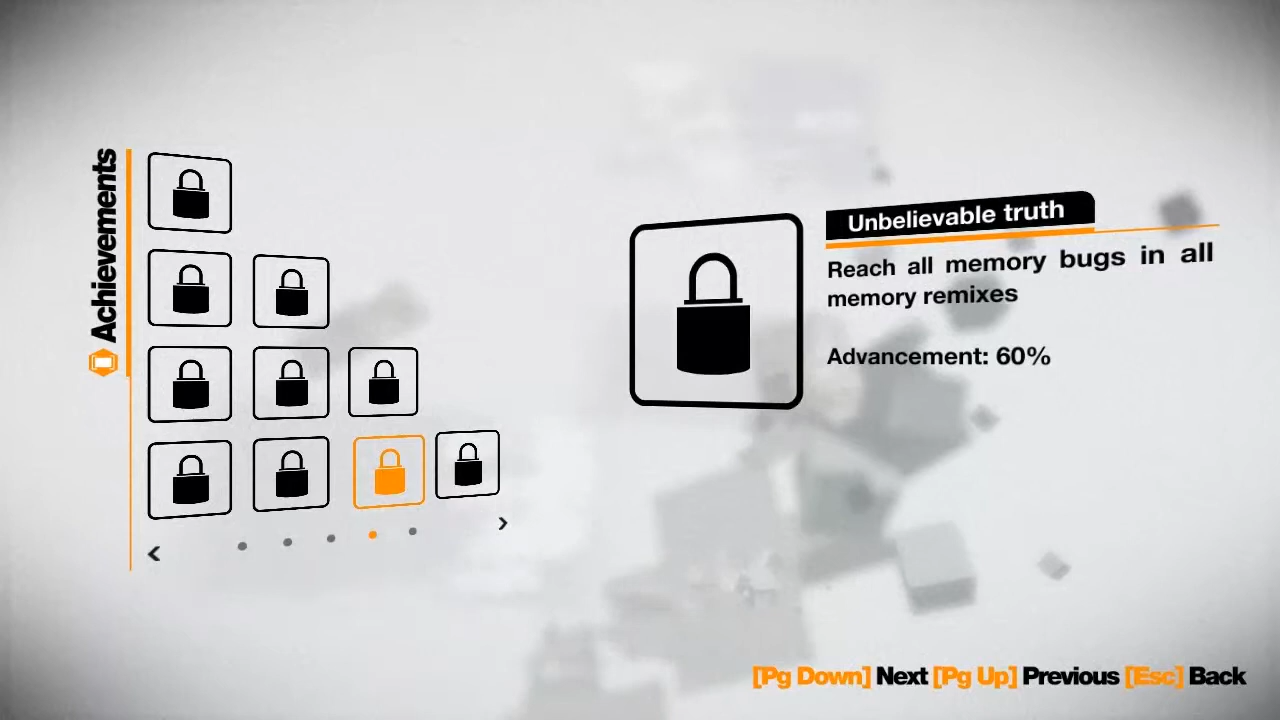 Achievements
Unbelievable truth
Reach all memory bugs in all
memory remixes
Advancement: 60%
[Pg Down] Next [Pg Up] Previous [Esc] Back